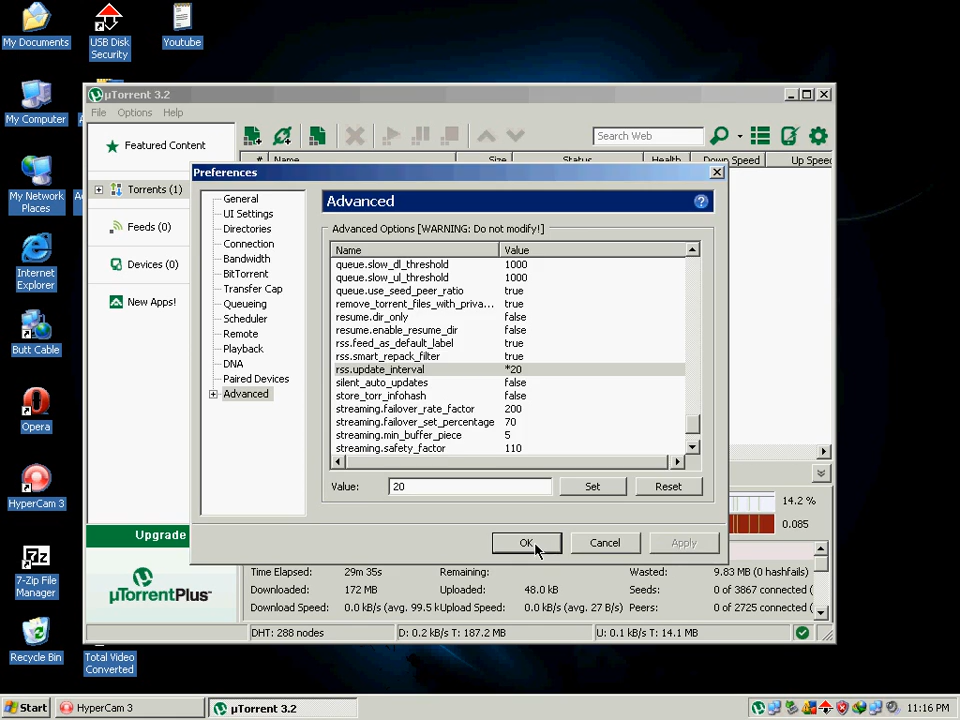 My Documents
USB Disk
Security
Youtube
My Computer
My Network
Places
Internet
Explorer
Butt Cable
Opera
HyperCam 3
7-Zip File
Manager
Recycle Bin
Total Video
Converted
µTorrent 3.2
File Options Help
Featured Content
Search Web
# Name Size Status Health Down Speed Up Speed
Torrents (1)
Feeds (0)
Devices (0)
New Apps!
Upgrade
µTorrentPlus
Preferences
General
UI Settings
Directories
Connection
Bandwidth
BitTorrent
Transfer Cap
Queueing
Scheduler
Remote
Playback
DNA
Paired Devices
Advanced
Advanced
Advanced Options [WARNING: Do not modify!]
Name Value
queue.slow_dl_threshold 1000
queue.slow_ul_threshold 1000
queue.use_seed_peer_ratio true
remove_torrent_files_with_priva... true
resume.dir_only false
resume.enable_resume_dir false
rss.feed_as_default_label true
rss.smart_repack_filter true
rss.update_interval *20
silent_auto_updates false
store_torr_infohash false
streaming.failover_rate_factor 200
streaming.failover_set_percentage 70
streaming.min_buffer_piece 5
streaming.safety_factor 110
Value: 20 Set Reset
OK Cancel Apply
14.2 %
0.085
Time Elapsed: 29m 35s Remaining: Wasted: 9.83 MB (0 hashfails)
Downloaded: 172 MB Uploaded: 48.0 kB Seeds: 0 of 3867 connected (
Download Speed: 0.0 kB/s (avg. 99.5 k Upload Speed: 0.0 kB/s (avg. 27 B/s) Peers: 0 of 2725 connected (
DHT: 288 nodes D: 0.2 kB/s T: 187.2 MB U: 0.1 kB/s T: 14.1 MB
Start HyperCam 3 µTorrent 3.2 11:16 PM